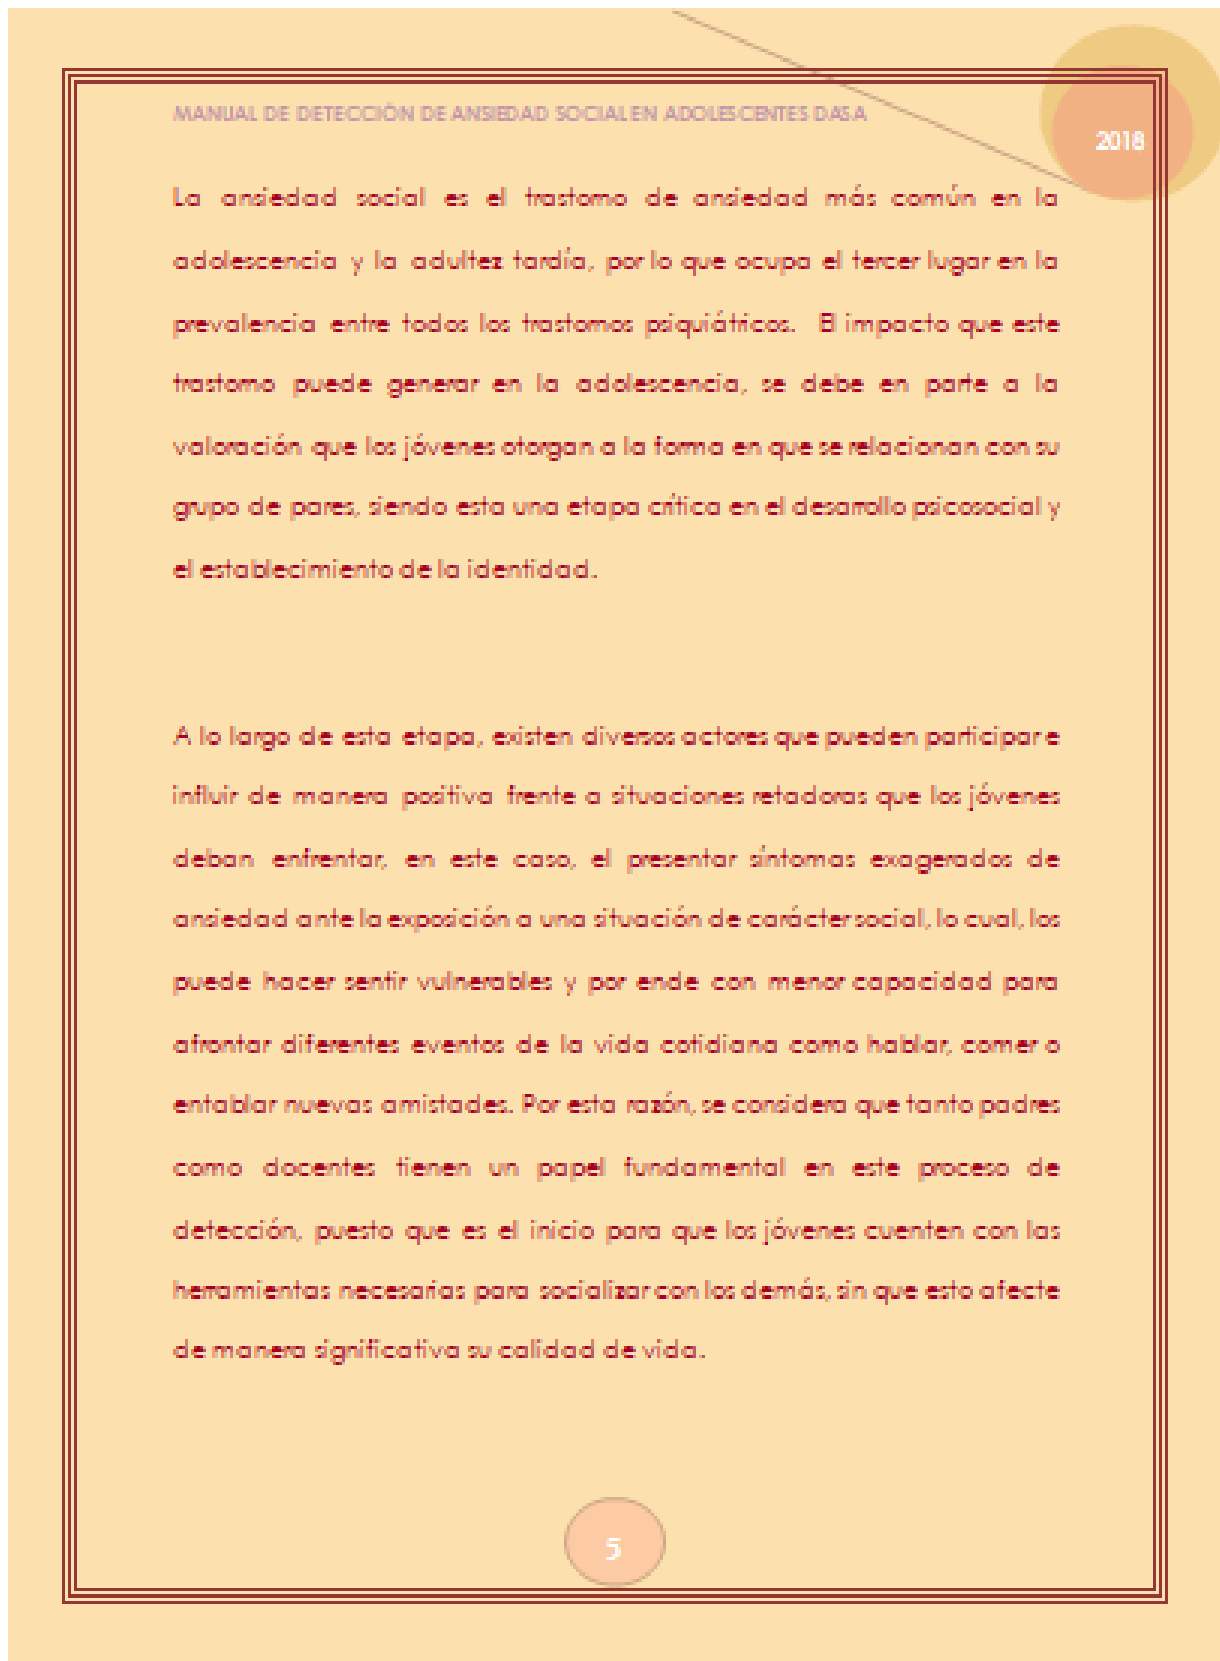 MANUAL DE DETECCIÓN DE ANSIEDAD SOCIAL EN ADOLESCENTES DASA
2018
La ansiedad social es el trastorno de ansiedad más común en la
adolescencia y la adultez tardía, por lo que ocupa el tercer lugar en la
prevalencia entre todos los trastornos psiquiátricos. El impacto que este
trastorno puede generar en la adolescencia, se debe en parte a la
valoración que los jóvenes otorgan a la forma en que se relacionan con su
grupo de pares, siendo esta una etapa crítica en el desarrollo psicosocial y
el establecimiento de la identidad.
A lo largo de esta etapa, existen diversos actores que pueden participar e
influir de manera positiva frente a situaciones retadoras que los jóvenes
deban enfrentar, en este caso, el presentar síntomas exagerados de
ansiedad ante la exposición a una situación de carácter social, lo cual, los
puede hacer sentir vulnerables y por ende con menor capacidad para
afrontar diferentes eventos de la vida cotidiana como hablar, comer o
entablar nuevas amistades. Por esta razón, se considera que tanto padres
como docentes tienen un papel fundamental en este proceso de
detección, puesto que es el inicio para que los jóvenes cuenten con las
herramientas necesarias para socializar con los demás, sin que esto afecte
de manera significativa su calidad de vida.
5